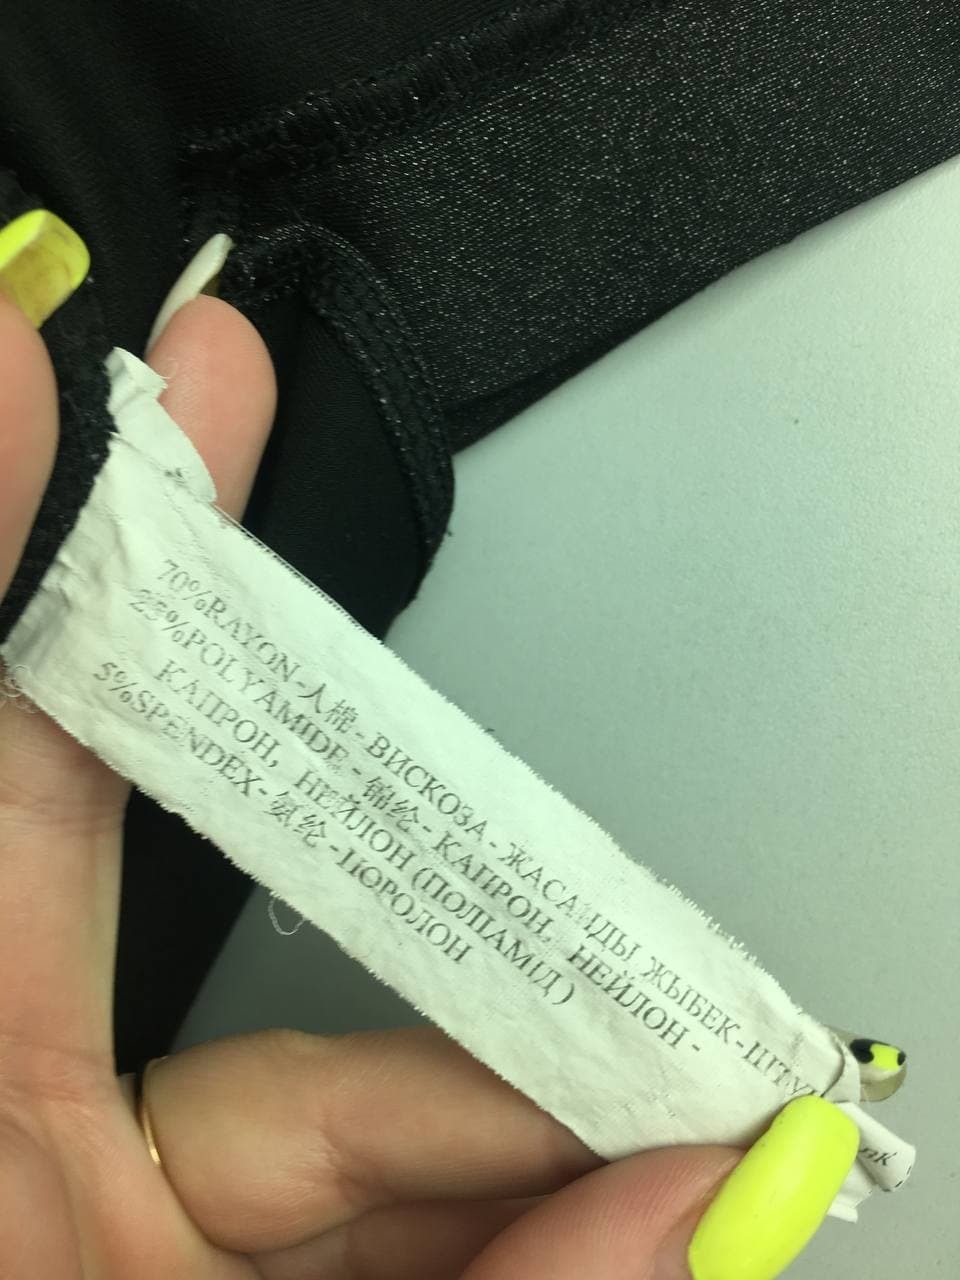 70%RAYON-人棉-ВИСКОЗА-ЖАСАНДЫ ЖЫБЕК-ШТУ
25%POLYAMIDE-锦纶-КАПРОН, НЕЙЛОН-
КАПРОН, НЕЙЛОН (ПОЛІАМІД)
5%SPENDEX-氨纶-ПОРОЛОН